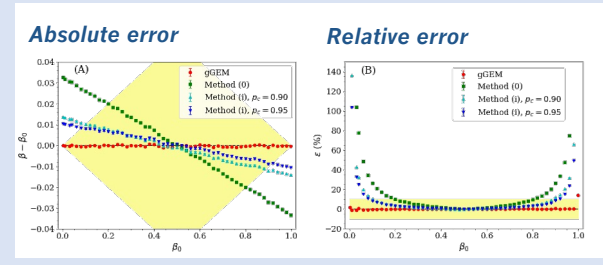 Absolute error
Relative error
(A)
gGEM
Method (0)
Method (i), p_c = 0.90
Method (i), p_c = 0.95
0.04
0.03
0.02
0.01
0.00
−0.01
−0.02
−0.03
−0.04
β − β₀
0.0 0.2 0.4 0.6 0.8 1.0
β₀
(B)
gGEM
Method (0)
Method (i), p_c = 0.90
Method (i), p_c = 0.95
140
120
100
80
60
40
20
0
−20
ε (%)
0.0 0.2 0.4 0.6 0.8 1.0
β₀